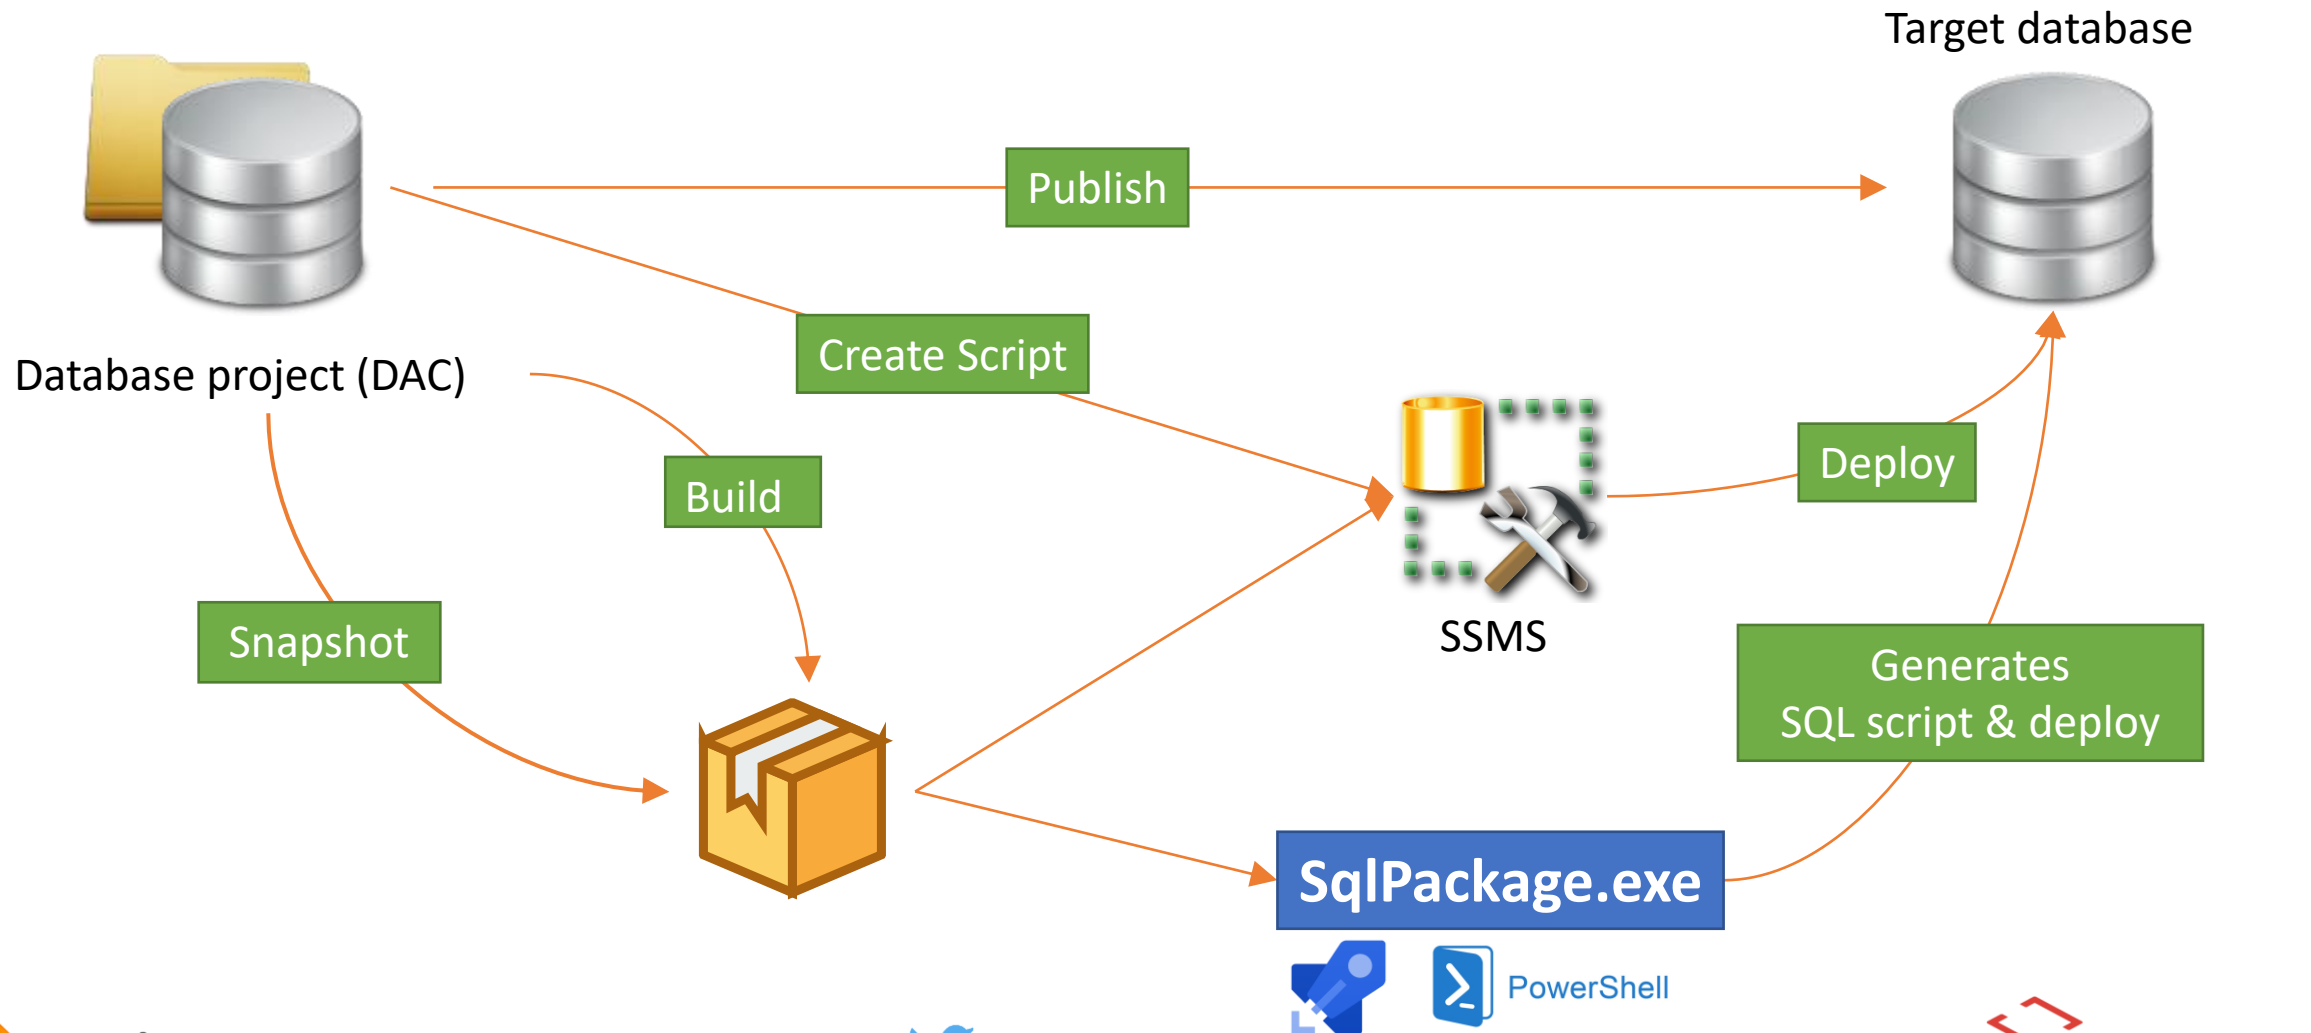 Target database
Publish
Create Script
Database project (DAC)
Deploy
Build
SSMS
Snapshot
Generates
SQL script & deploy
SqlPackage.exe
PowerShell